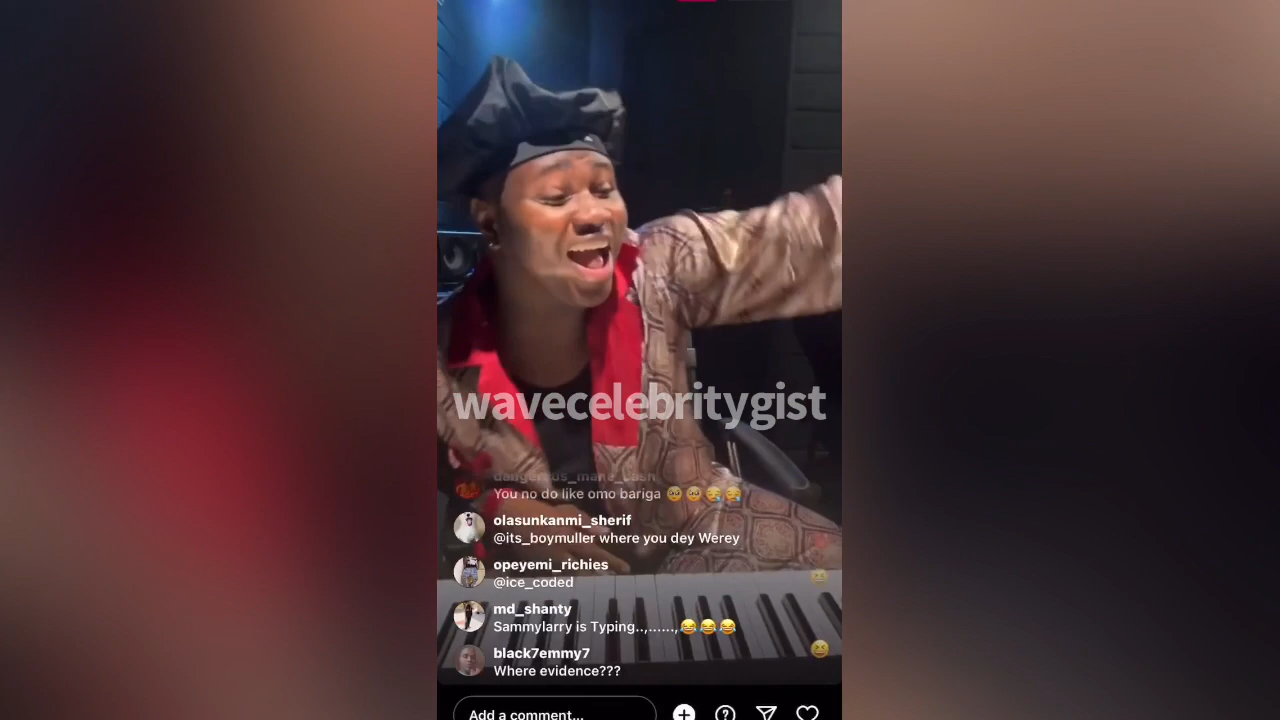 wavecelebritygist
dangerous_mane_cash
You no do like omo bariga 🥹 🥹 😪 😪
olasunkanmi_sherif
@its_boymuller where you dey Werey
opeyemi_richies
@ice_coded
md_shanty
Sammylarry is Typing..,......,😂😂😂
black7emmy7
Where evidence???
Add a comment...